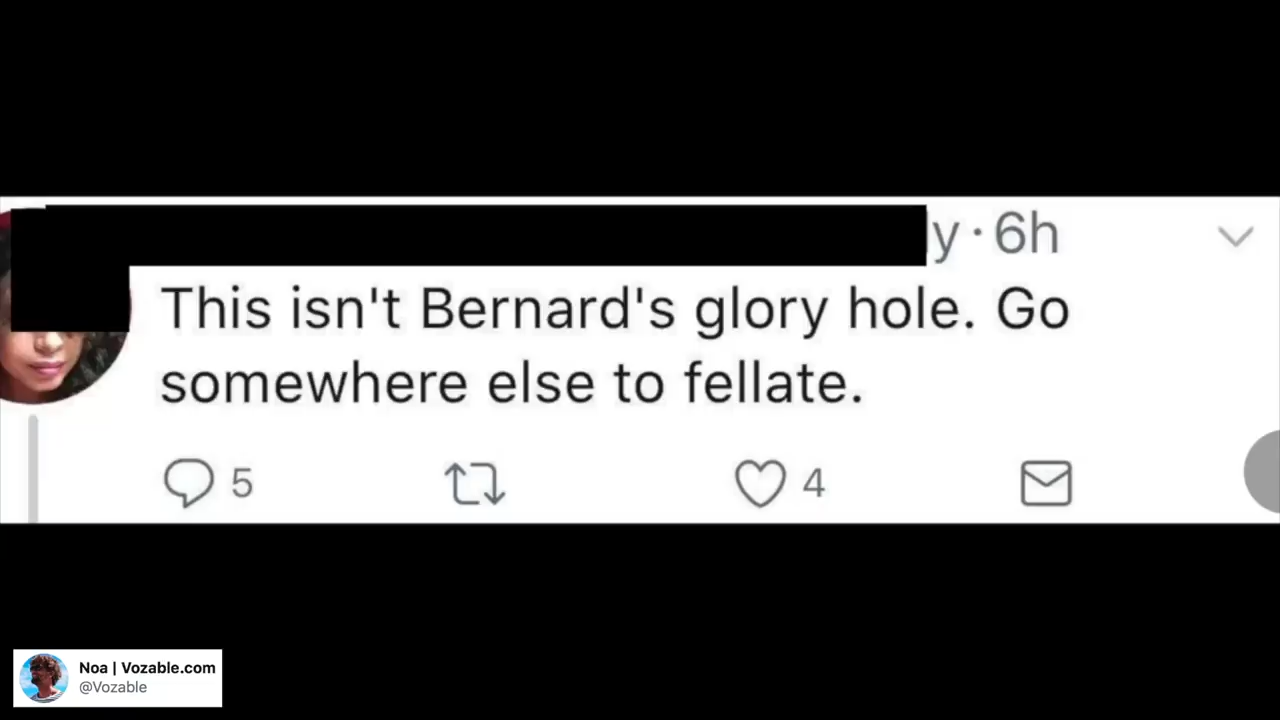 y · 6h
This isn't Bernard's glory hole. Go
somewhere else to fellate.
5
4
Noa | Vozable.com
@Vozable